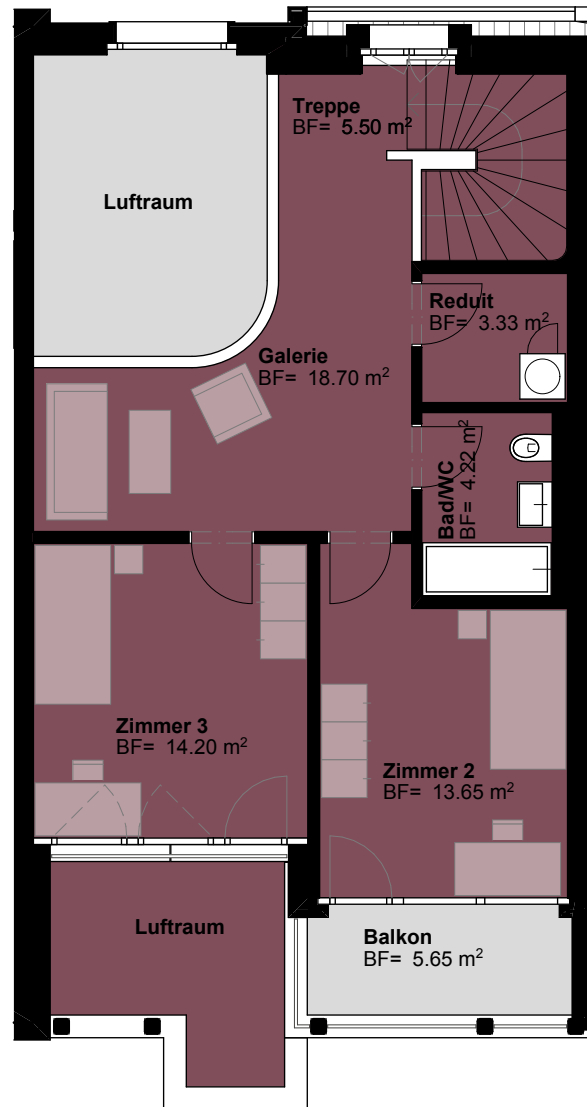 Treppe
BF= 5.50 m²
Luftraum
Reduit
BF= 3.33 m²
Galerie
BF= 18.70 m²
Bad/WC
BF= 4.22 m²
Zimmer 3
BF= 14.20 m²
Zimmer 2
BF= 13.65 m²
Luftraum
Balkon
BF= 5.65 m²